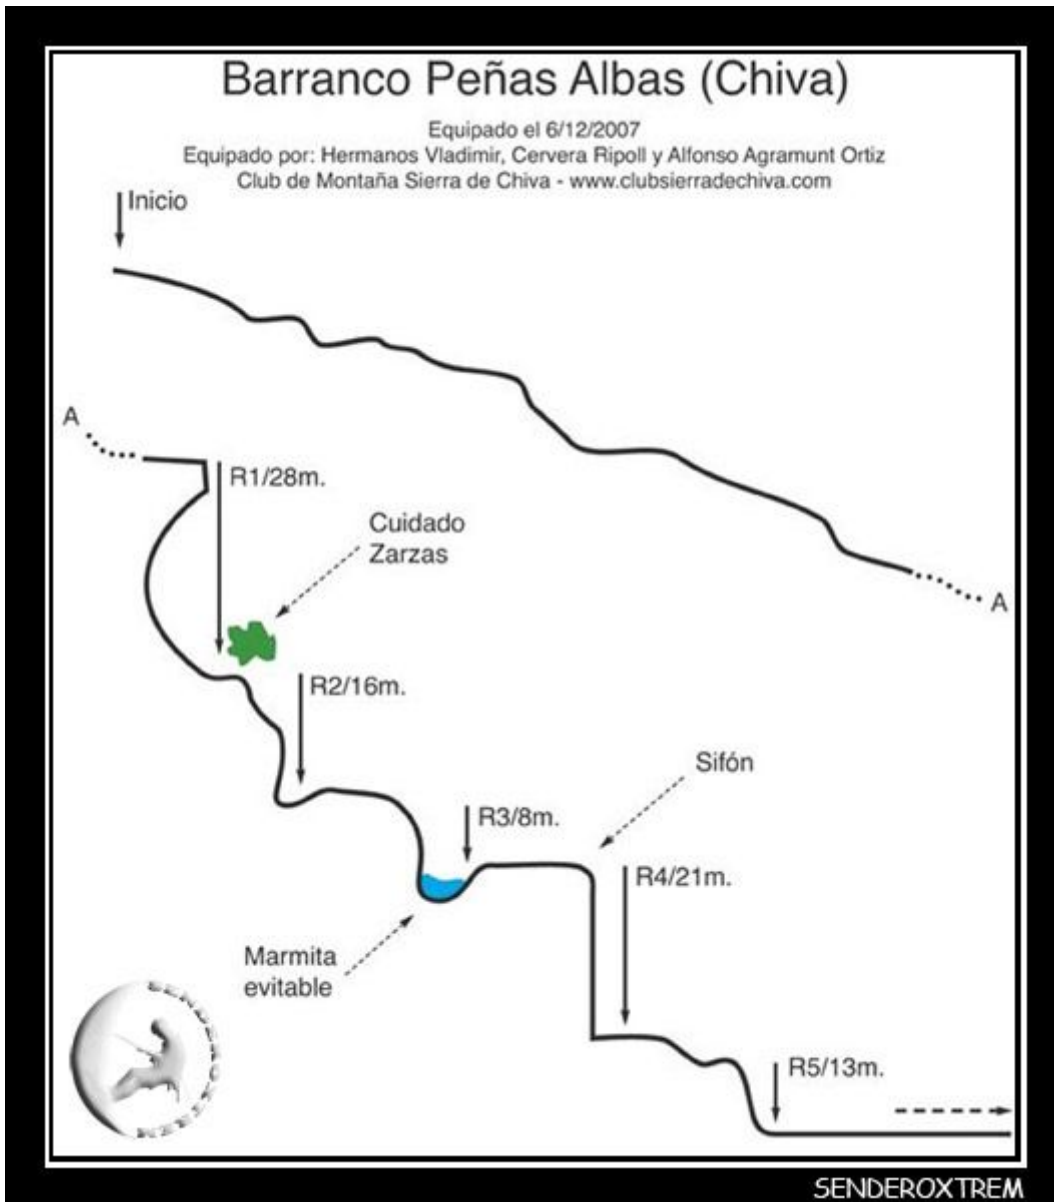 Barranco Peñas Albas (Chiva)
Equipado el 6/12/2007
Equipado por: Hermanos Vladimir, Cervera Ripoll y Alfonso Agramunt Ortiz
Club de Montaña Sierra de Chiva - www.clubsierradechiva.com
Inicio
A
R1/28m.
Cuidado
Zarzas
A
R2/16m.
Sifón
R3/8m.
R4/21m.
Marmita
evitable
R5/13m.
SENDEROXTREM
SENDEROXTREM